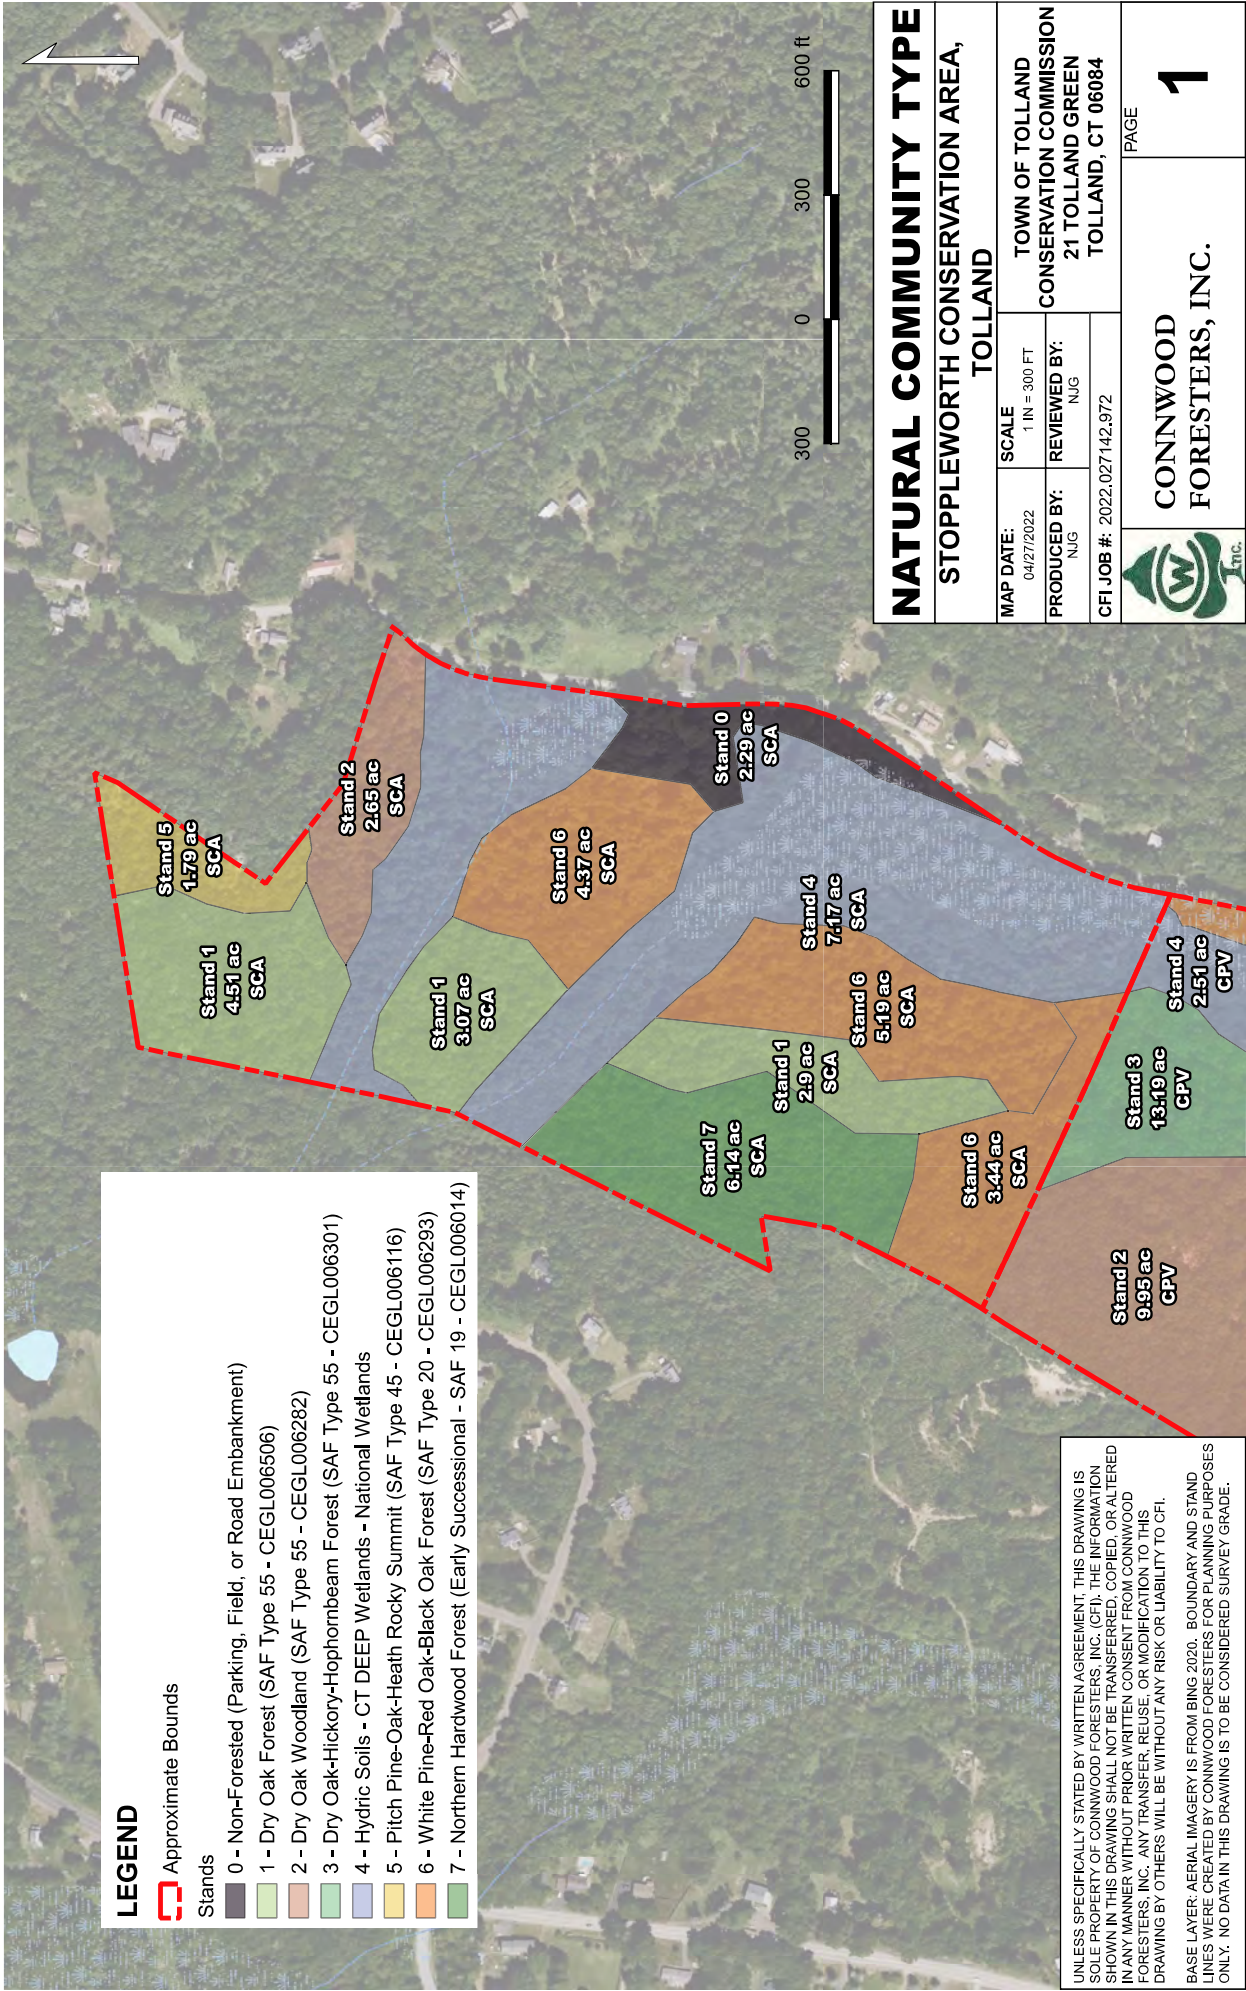 LEGEND
Approximate Bounds
Stands
0 - Non-Forested (Parking, Field, or Road Embankment)
1 - Dry Oak Forest (SAF Type 55 - CEGL006506)
2 - Dry Oak Woodland (SAF Type 55 - CEGL006282)
3 - Dry Oak-Hickory-Hophornbeam Forest (SAF Type 55 - CEGL006301)
4 - Hydric Soils - CT DEEP Wetlands - National Wetlands
5 - Pitch Pine-Oak-Heath Rocky Summit (SAF Type 45 - CEGL006116)
6 - White Pine-Red Oak-Black Oak Forest (SAF Type 20 - CEGL006293)
7 - Northern Hardwood Forest (Early Successional - SAF 19 - CEGL006014)
Stand 5
1.79 ac
SCA
Stand 1
4.51 ac
SCA
Stand 2
2.65 ac
SCA
Stand 1
3.07 ac
SCA
Stand 6
4.37 ac
SCA
Stand 0
2.29 ac
SCA
Stand 7
6.14 ac
SCA
Stand 1
2.9 ac
SCA
Stand 4
7.17 ac
SCA
Stand 6
5.19 ac
SCA
Stand 6
3.44 ac
SCA
Stand 2
9.95 ac
CPV
Stand 3
13.19 ac
CPV
Stand 4
2.51 ac
CPV
300 0 300 600 ft
UNLESS SPECIFICALLY STATED BY WRITTEN AGREEMENT, THIS DRAWING IS
SOLE PROPERTY OF CONNWOOD FORESTERS, INC. (CFI). THE INFORMATION
SHOWN IN THIS DRAWING SHALL NOT BE TRANSFERRED, COPIED, OR ALTERED
IN ANY MANNER WITHOUT PRIOR WRITTEN CONSENT FROM CONNWOOD
FORESTERS, INC. ANY TRANSFER, REUSE, OR MODIFICATION TO THIS
DRAWING BY OTHERS WILL BE WITHOUT ANY RISK OR LIABILITY TO CFI.
BASE LAYER: AERIAL IMAGERY IS FROM BING 2020. BOUNDARY AND STAND
LINES WERE CREATED BY CONNWOOD FORESTERS FOR PLANNING PURPOSES
ONLY. NO DATA IN THIS DRAWING IS TO BE CONSIDERED SURVEY GRADE.
NATURAL COMMUNITY TYPE
STOPPLEWORTH CONSERVATION AREA,
TOLLAND
MAP DATE:
04/27/2022
SCALE
1 IN = 300 FT
PRODUCED BY:
NJG
REVIEWED BY:
NJG
CFI JOB #: 2022.027142.972
TOWN OF TOLLAND
CONSERVATION COMMISSION
21 TOLLAND GREEN
TOLLAND, CT 06084
CW
Inc.
CONNWOOD
FORESTERS, INC.
PAGE
1